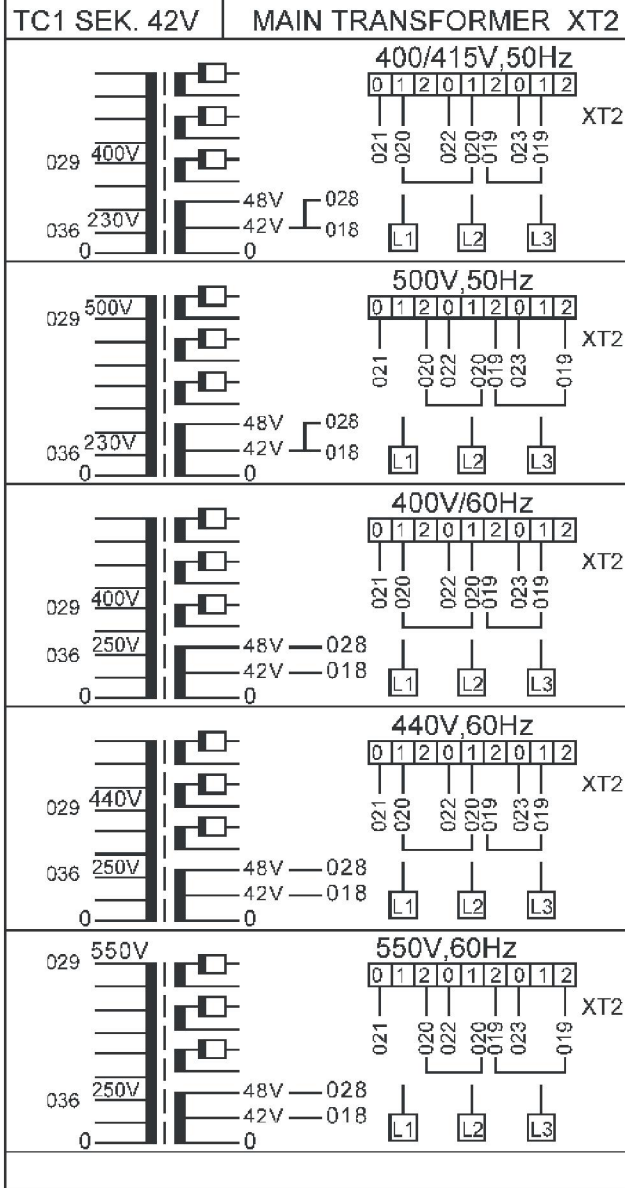 TC1 SEK. 42V MAIN TRANSFORMER XT2
400/415V,50Hz
0 1 2 0 1 2 0 1 2
XT2
021 020 022 020 019 023 019
029 400V
48V 028
036 230V 42V 018
0 0
L1 L2 L3
500V,50Hz
0 1 2 0 1 2 0 1 2
029 500V
XT2
021 020 022 020 019 023 019
48V 028
036 230V 42V 018
0 0
L1 L2 L3
400V/60Hz
0 1 2 0 1 2 0 1 2
XT2
021 020 022 020 019 023 019
029 400V
036 250V 48V 028
42V 018
0 0
L1 L2 L3
440V,60Hz
0 1 2 0 1 2 0 1 2
XT2
029 440V
021 020 022 020 019 023 019
036 250V 48V 028
42V 018
0 0
L1 L2 L3
550V,60Hz
029 550V
0 1 2 0 1 2 0 1 2
XT2
021 020 022 020 019 023 019
036 250V 48V 028
42V 018
0 0
L1 L2 L3